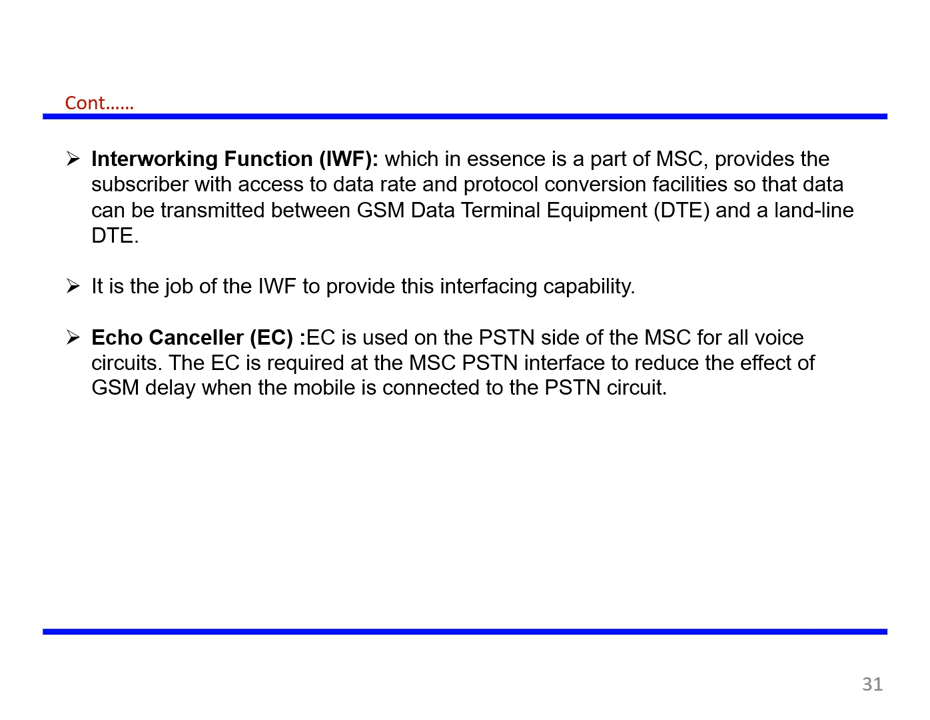 Cont......
➢ Interworking Function (IWF): which in essence is a part of MSC, provides the
subscriber with access to data rate and protocol conversion facilities so that data
can be transmitted between GSM Data Terminal Equipment (DTE) and a land-line
DTE.
➢ It is the job of the IWF to provide this interfacing capability.
➢ Echo Canceller (EC) :EC is used on the PSTN side of the MSC for all voice
circuits. The EC is required at the MSC PSTN interface to reduce the effect of
GSM delay when the mobile is connected to the PSTN circuit.
31